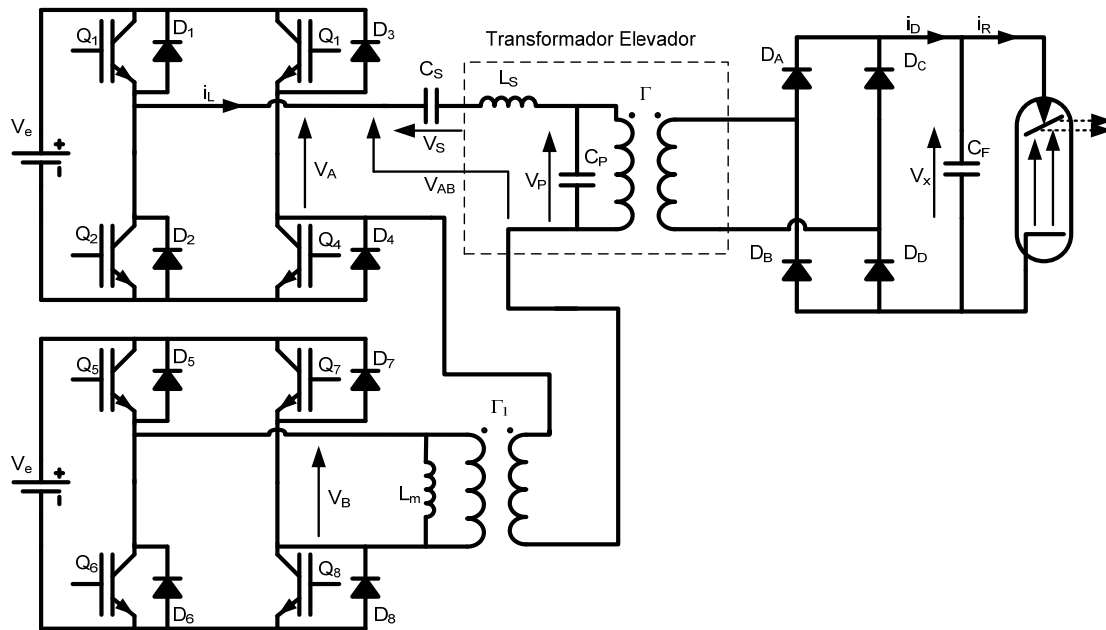 Q1
D1
Q1
D3
Transformador Elevador
CS
LS
Γ
iL
Ve
+
VS
VA
VAB
VP
CP
Q2
D2
Q4
D4
DA
DC
iD
iR
Vx
CF
DB
DD
Q5
D5
Q7
D7
Γ1
Ve
+
VB
Lm
Q6
D6
Q8
D8